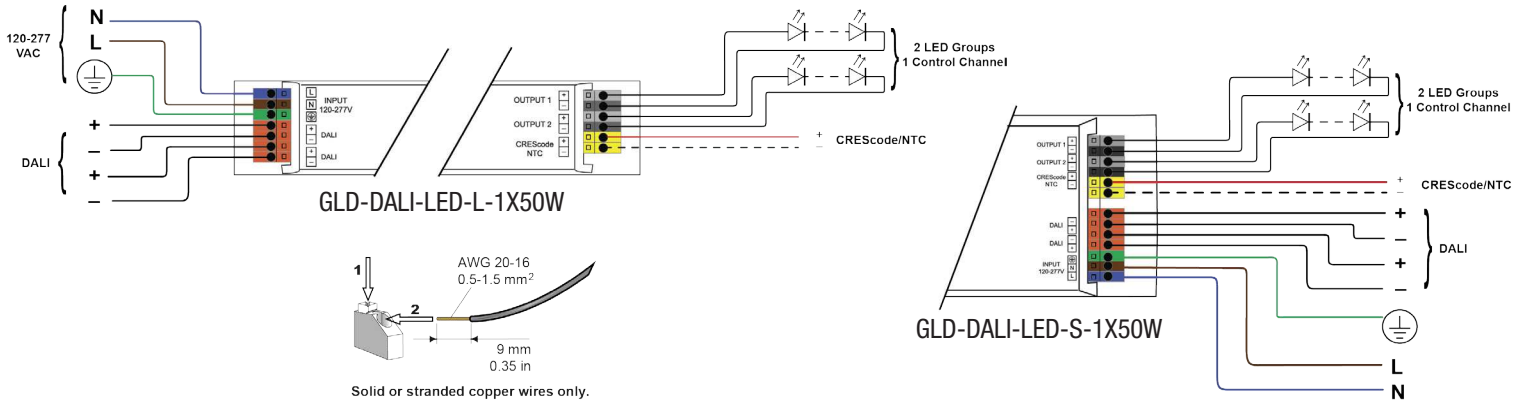 N
L
120-277
VAC
+
−
+
−
DALI
L
N
INPUT
120-277V
+
−
DALI
+
−
DALI
OUTPUT 1
+
−
OUTPUT 2
+
−
CREScode
NTC
+
−
2 LED Groups
1 Control Channel
+
−
CREScode/NTC
GLD-DALI-LED-L-1X50W
1
2
AWG 20-16
0.5-1.5 mm²
9 mm
0.35 in
Solid or stranded copper wires only.
2 LED Groups
1 Control Channel
OUTPUT 1
+
−
OUTPUT 2
+
−
CREScode
NTC
+
−
+
−
CREScode/NTC
DALI
−
+
DALI
−
+
INPUT
120-277V
N
L
+
−
+
−
DALI
GLD-DALI-LED-S-1X50W
L
N